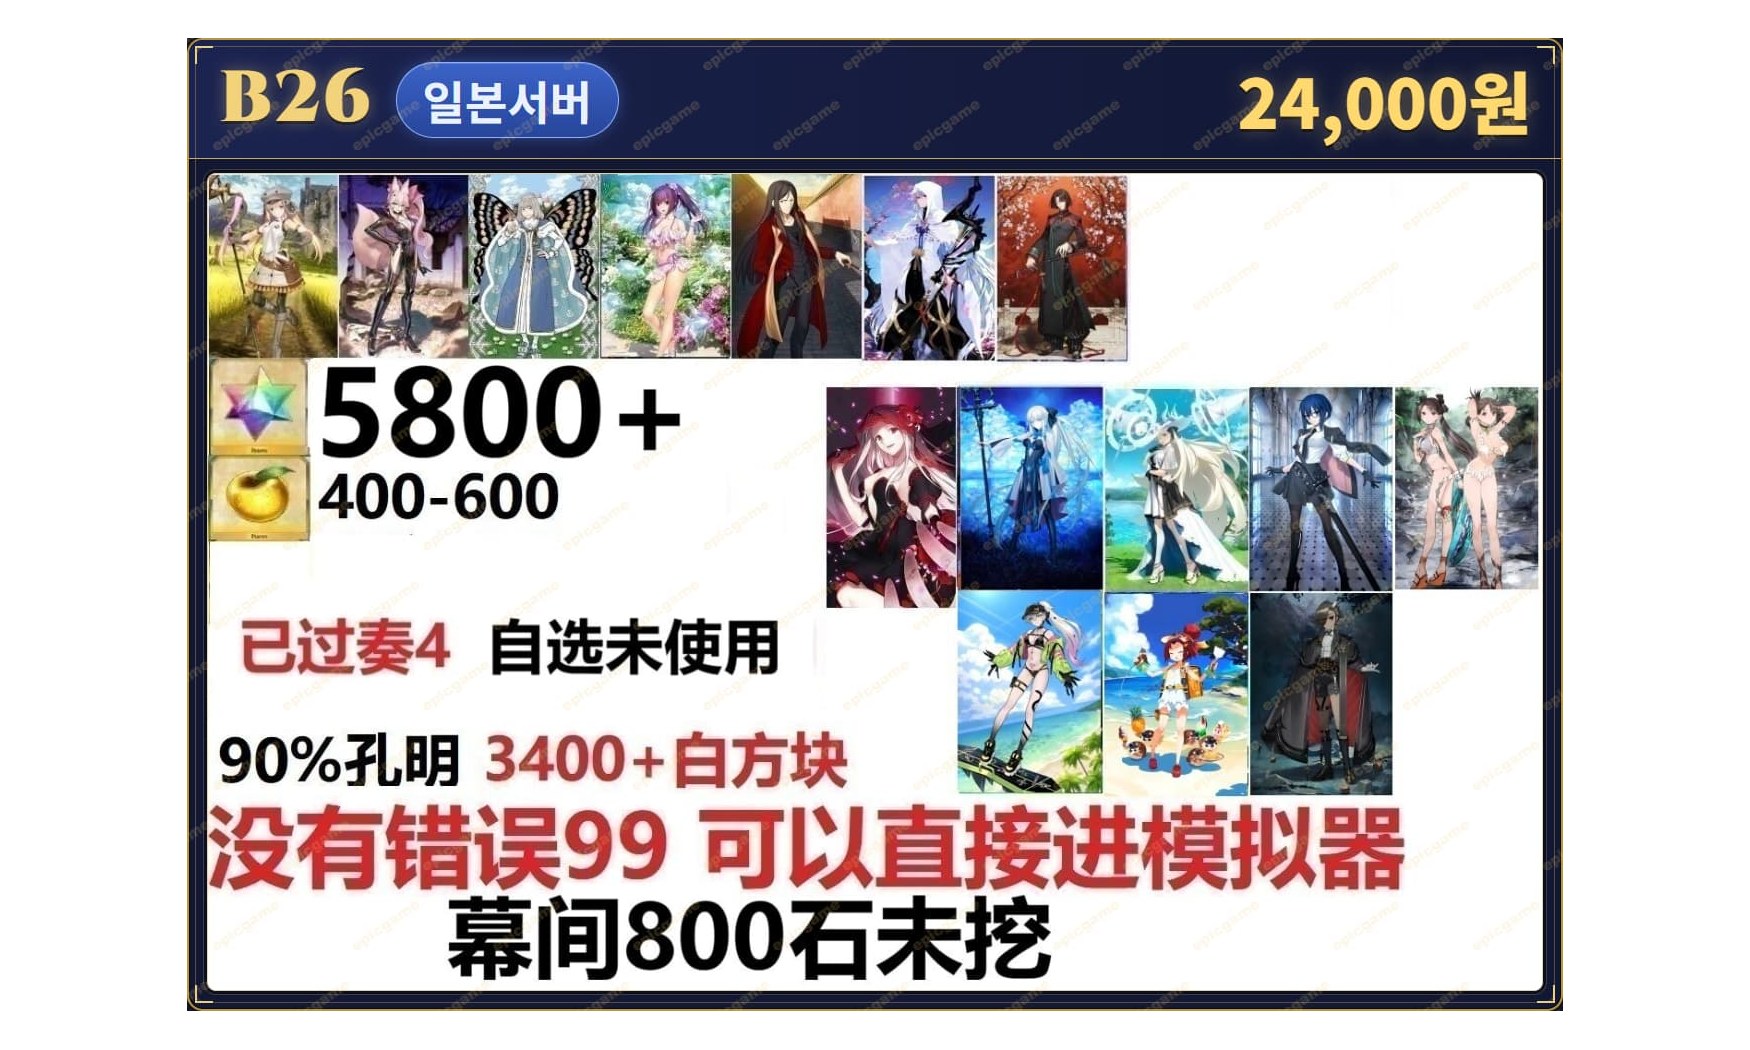 B26 일본서버 24,000원
5800+
400-600
已过奏4 自选未使用
90%孔明 3400+白方块
没有错误99 可以直接进模拟器
幕间800石未挖
epicgame